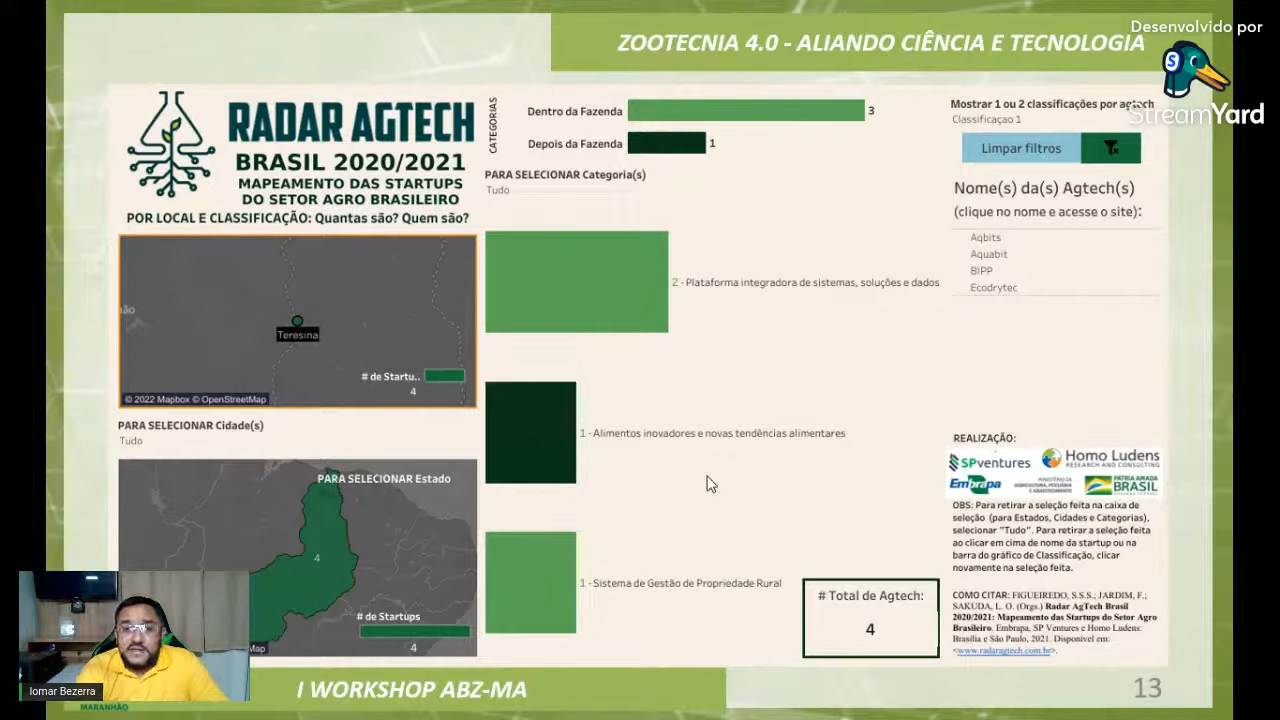 ZOOTECNIA 4.0 - ALIANDO CIÊNCIA E TECNOLOGIA
Desenvolvido por
StreamYard
RADAR AGTECH
BRASIL 2020/2021
MAPEAMENTO DAS STARTUPS
DO SETOR AGRO BRASILEIRO
POR LOCAL E CLASSIFICAÇÃO: Quantas são? Quem são?
ão
Teresina
# de Startu..
4
© 2022 Mapbox © OpenStreetMap
PARA SELECIONAR Cidade(s)
Tudo
PARA SELECIONAR Estado
4
# de Startups
4
Map
CATEGORIAS
Dentro da Fazenda
3
Depois da Fazenda
1
PARA SELECIONAR Categoria(s)
Tudo
2 - Plataforma integradora de sistemas, soluções e dados
1 - Alimentos inovadores e novas tendências alimentares
1 - Sistema de Gestão de Propriedade Rural
# Total de Agtech:
4
Mostrar 1 ou 2 classificações por agtech
Classificaçao 1
Limpar filtros
Nome(s) da(s) Agtech(s)
(clique no nome e acesse o site):
Aqbits
Aquabit
BIPP
Ecodrytec
REALIZAÇÃO:
SPventures
Homo Ludens
RESEARCH AND CONSULTING
Embrapa
MINISTÉRIO DA
AGRICULTURA, PECUÁRIA
E ABASTECIMENTO
PÁTRIA AMADA
BRASIL
OBS: Para retirar a seleção feita na caixa de
seleção (para Estados, Cidades e Categorias),
selecionar "Tudo". Para retirar a seleção feita
ao clicar em cima de nome da startup ou na
barra do gráfico de Classificação, clicar
novamente na seleção feita.
COMO CITAR: FIGUEIREDO, S.S.S.; JARDIM, F.;
SAKUDA, L. O. (Orgs.) Radar AgTech Brasil
2020/2021: Mapeamento das Startups do Setor Agro
Brasileiro. Embrapa, SP Ventures e Homo Ludens:
Brasília e São Paulo, 2021. Disponível em:
<www.radaragtech.com.br>.
Iomar Bezerra
MARANHÃO
I WORKSHOP ABZ-MA
13